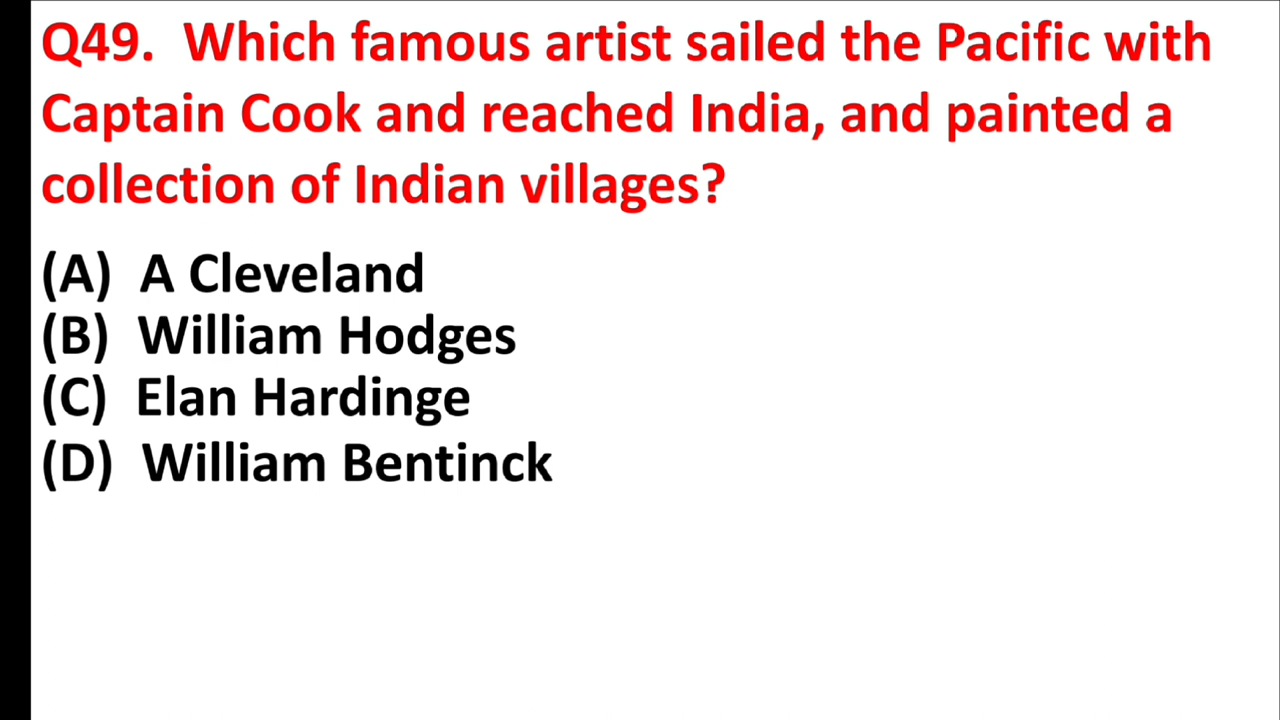 Q49. Which famous artist sailed the Pacific with
Captain Cook and reached India, and painted a
collection of Indian villages?
(A) A Cleveland
(B) William Hodges
(C) Elan Hardinge
(D) William Bentinck